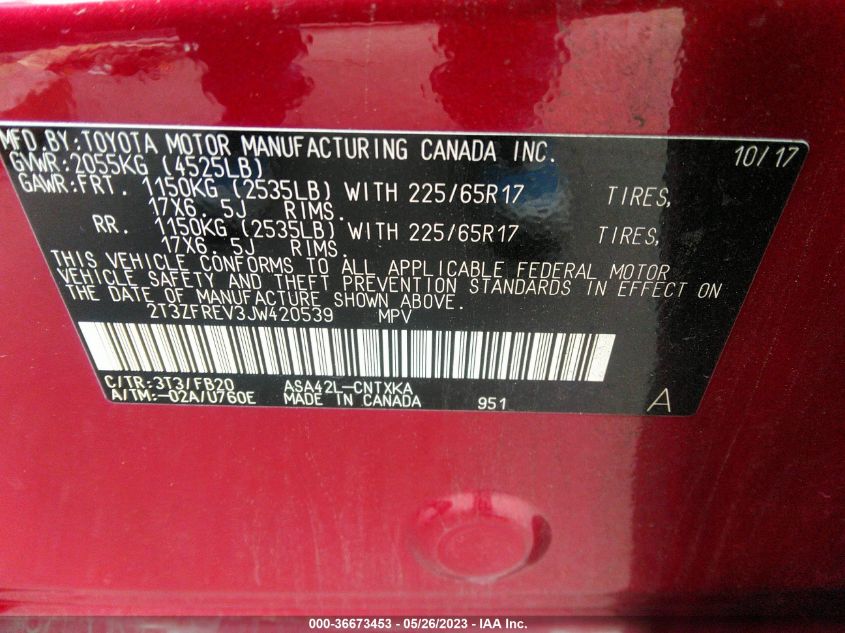 MFD BY:TOYOTA MOTOR MANUFACTURING CANADA INC. 10/17
GVWR:2055KG (4525LB)
GAWR:FRT. 1150KG (2535LB) WITH 225/65R17 TIRES,
17X6. 5J RIMS.
RR. 1150KG (2535LB) WITH 225/65R17 TIRES,
17X6. 5J RIMS.
THIS VEHICLE CONFORMS TO ALL APPLICABLE FEDERAL MOTOR
VEHICLE SAFETY AND THEFT PREVENTION STANDARDS IN EFFECT ON
THE DATE OF MANUFACTURE SHOWN ABOVE.
2T3ZFREV3JW420539 MPV
C/TR:3T3/FB20 ASA42L-CNTXKA
A/TM:-02A/U760E MADE IN CANADA 951 A
000-36673453 - 05/26/2023 - IAA Inc.